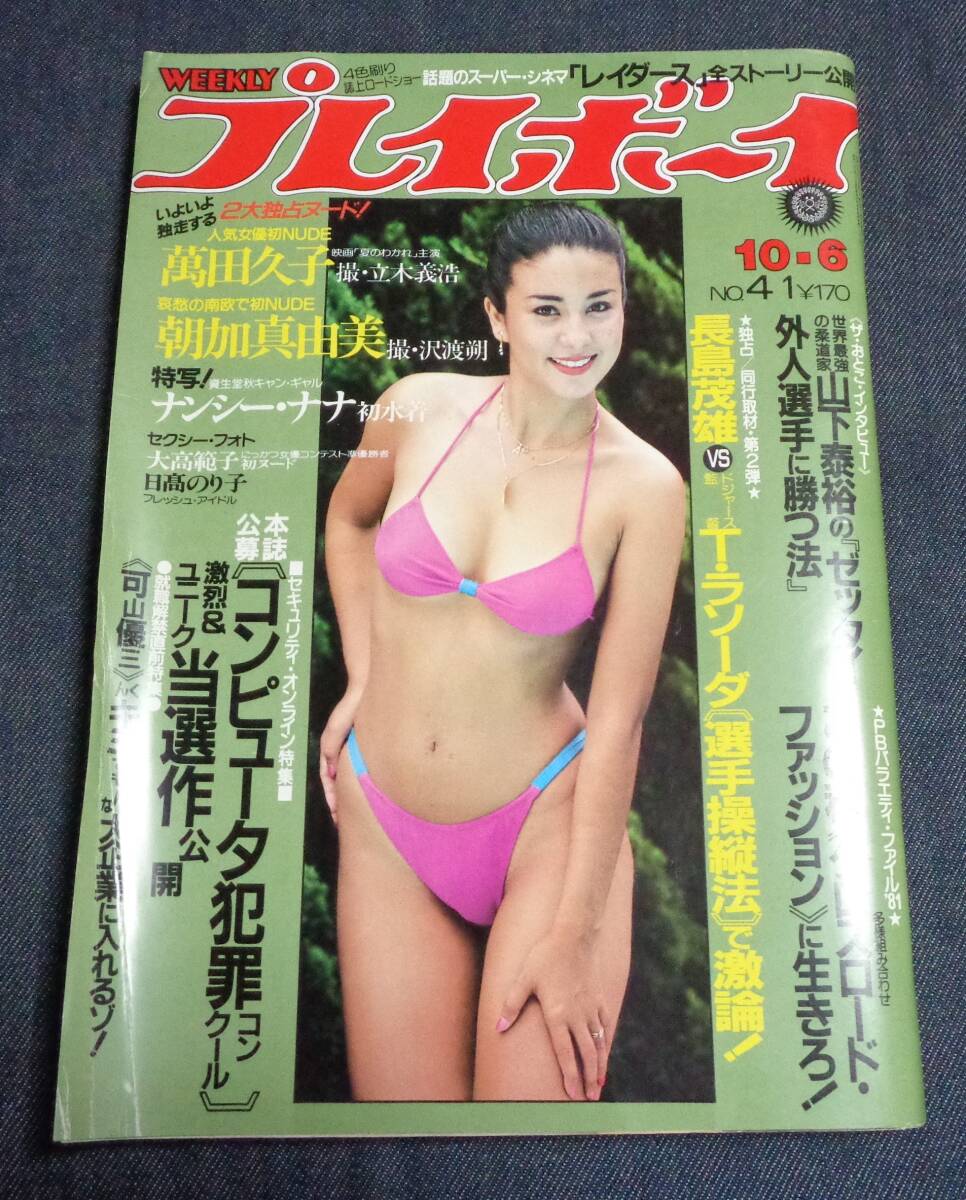 WEEKLY
プレイボーイ
4色刷り
誌上ロードショー
話題のスーパー・シネマ「レイダース」全ストーリー公開
いよいよ
独走する
2大独占ヌード!
人気女優初NUDE
萬田久子
映画「夏のわかれ」主演
撮・立木義浩
哀愁の南欧で初NUDE
朝加真由美
撮・沢渡朔
特写!
資生堂秋キャン・ギャル
ナンシー・ナナ 初水着
セクシー・フォト
大高範子
にっかつ女優コンテスト準優勝者
初ヌード
日髙のり子
フレッシュ・アイドル
10・6
NO.41 ¥170
《ザ・おとこ・インタビュー》
世界最強
の柔道家
山下泰裕の『ゼッタイ
外人選手に勝つ法』
★独占/同行取材・第2弾★
長島茂雄
VS
ドジャース
監督
T・ラソーダ〔選手操縦法〕で激論!
★PBバラエティ・ファイル'81★
多様組み合わせ
スロード・
ファッション》に生きろ!
■セキュリティ・オンライン特集■
本誌
公募
〔コンピュータ犯罪コンクール〕
激烈&
ユニーク
当選作公開
●就職解禁直前特集●
《可山優三》くん
な大企業に入れるゾ!